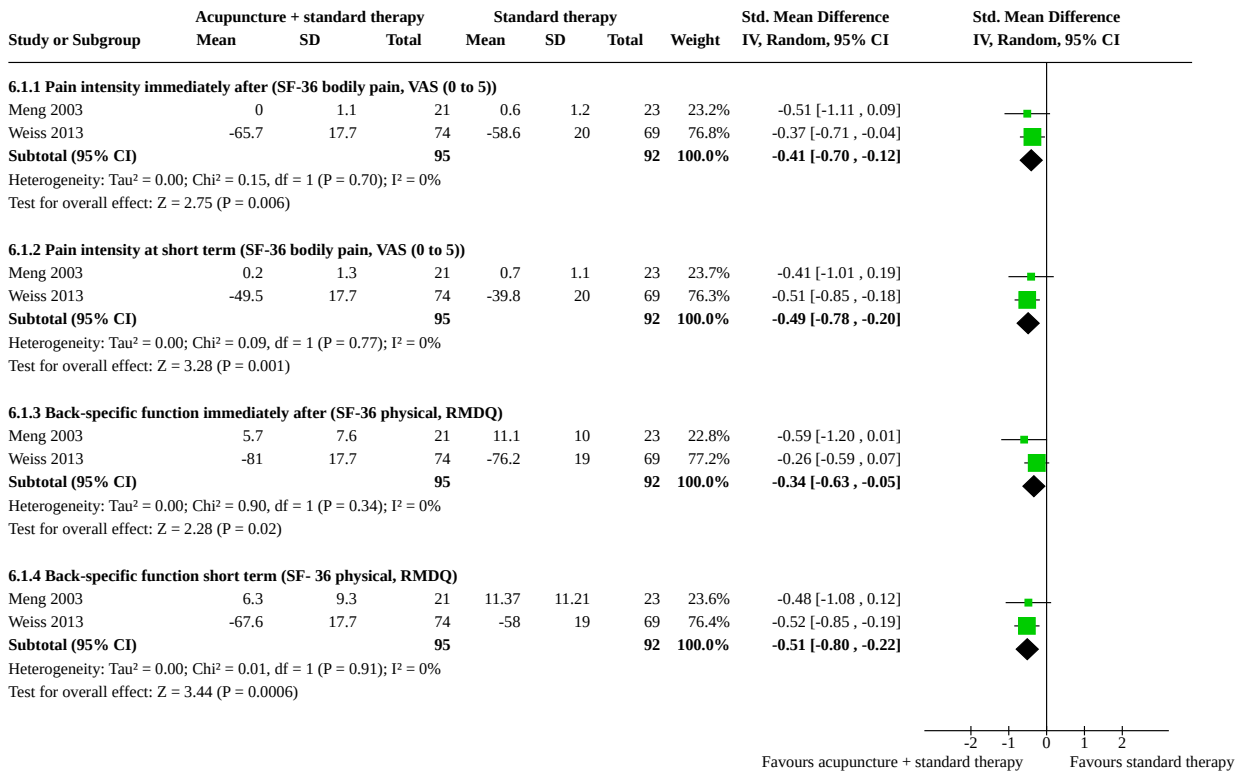 Acupuncture + standard therapy Standard therapy Std. Mean Difference Std. Mean Difference
Study or Subgroup Mean SD Total Mean SD Total Weight IV, Random, 95% CI IV, Random, 95% CI
6.1.1 Pain intensity immediately after (SF-36 bodily pain, VAS (0 to 5))
Meng 2003 0 1.1 21 0.6 1.2 23 23.2% -0.51 [-1.11 , 0.09]
Weiss 2013 -65.7 17.7 74 -58.6 20 69 76.8% -0.37 [-0.71 , -0.04]
Subtotal (95% CI) 95 92 100.0% -0.41 [-0.70 , -0.12]
Heterogeneity: Tau² = 0.00; Chi² = 0.15, df = 1 (P = 0.70); I² = 0%
Test for overall effect: Z = 2.75 (P = 0.006)
6.1.2 Pain intensity at short term (SF-36 bodily pain, VAS (0 to 5))
Meng 2003 0.2 1.3 21 0.7 1.1 23 23.7% -0.41 [-1.01 , 0.19]
Weiss 2013 -49.5 17.7 74 -39.8 20 69 76.3% -0.51 [-0.85 , -0.18]
Subtotal (95% CI) 95 92 100.0% -0.49 [-0.78 , -0.20]
Heterogeneity: Tau² = 0.00; Chi² = 0.09, df = 1 (P = 0.77); I² = 0%
Test for overall effect: Z = 3.28 (P = 0.001)
6.1.3 Back-specific function immediately after (SF-36 physical, RMDQ)
Meng 2003 5.7 7.6 21 11.1 10 23 22.8% -0.59 [-1.20 , 0.01]
Weiss 2013 -81 17.7 74 -76.2 19 69 77.2% -0.26 [-0.59 , 0.07]
Subtotal (95% CI) 95 92 100.0% -0.34 [-0.63 , -0.05]
Heterogeneity: Tau² = 0.00; Chi² = 0.90, df = 1 (P = 0.34); I² = 0%
Test for overall effect: Z = 2.28 (P = 0.02)
6.1.4 Back-specific function short term (SF- 36 physical, RMDQ)
Meng 2003 6.3 9.3 21 11.37 11.21 23 23.6% -0.48 [-1.08 , 0.12]
Weiss 2013 -67.6 17.7 74 -58 19 69 76.4% -0.52 [-0.85 , -0.19]
Subtotal (95% CI) 95 92 100.0% -0.51 [-0.80 , -0.22]
Heterogeneity: Tau² = 0.00; Chi² = 0.01, df = 1 (P = 0.91); I² = 0%
Test for overall effect: Z = 3.44 (P = 0.0006)
-2 -1 0 1 2
Favours acupuncture + standard therapy Favours standard therapy